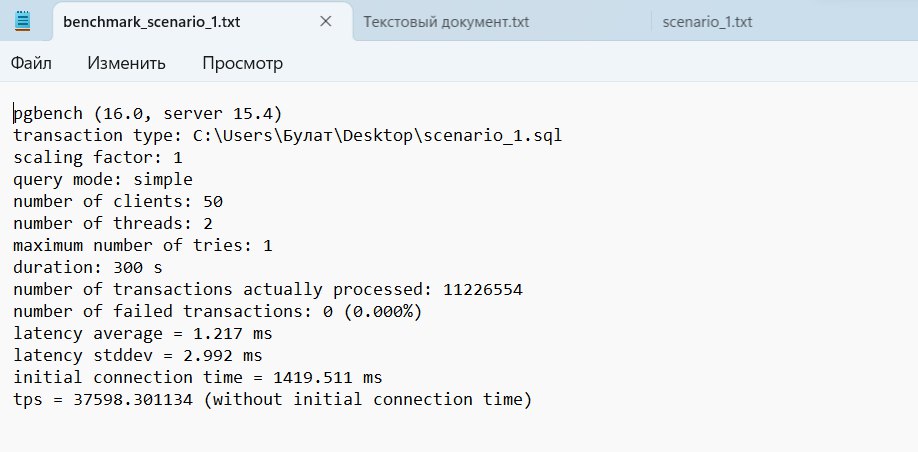 benchmark_scenario_1.txt
Текстовый документ.txt
scenario_1.txt
Файл Изменить Просмотр
pgbench (16.0, server 15.4)
transaction type: C:\Users\Булат\Desktop\scenario_1.sql
scaling factor: 1
query mode: simple
number of clients: 50
number of threads: 2
maximum number of tries: 1
duration: 300 s
number of transactions actually processed: 11226554
number of failed transactions: 0 (0.000%)
latency average = 1.217 ms
latency stddev = 2.992 ms
initial connection time = 1419.511 ms
tps = 37598.301134 (without initial connection time)